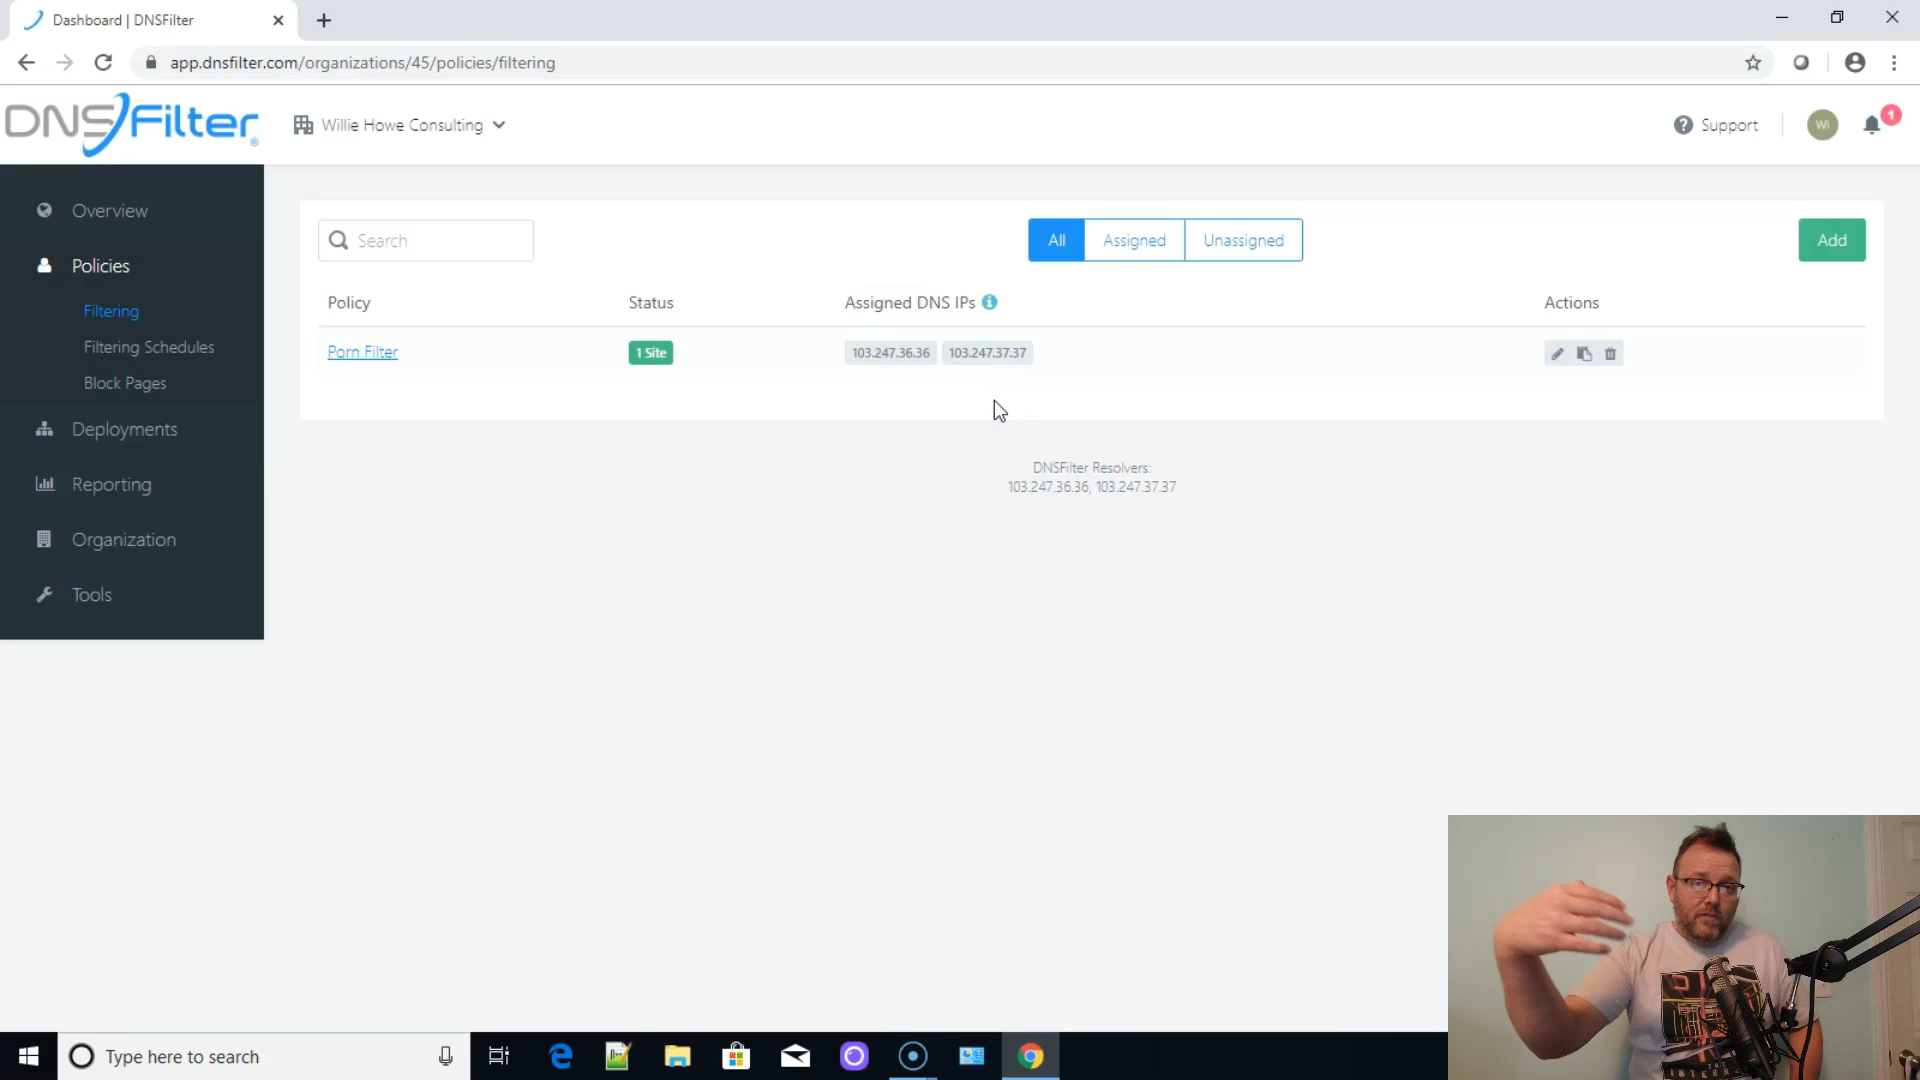 Dashboard | DNSFilter
app.dnsfilter.com/organizations/45/policies/filtering
DNSFilter
Willie Howe Consulting
Support
WI
1
Overview
Policies
Filtering
Filtering Schedules
Block Pages
Deployments
Reporting
Organization
Tools
Search
All
Assigned
Unassigned
Add
Policy
Status
Assigned DNS IPs
Actions
Porn Filter
1 Site
103.247.36.36
103.247.37.37
DNSFilter Resolvers:
103.247.36.36, 103.247.37.37
Type here to search